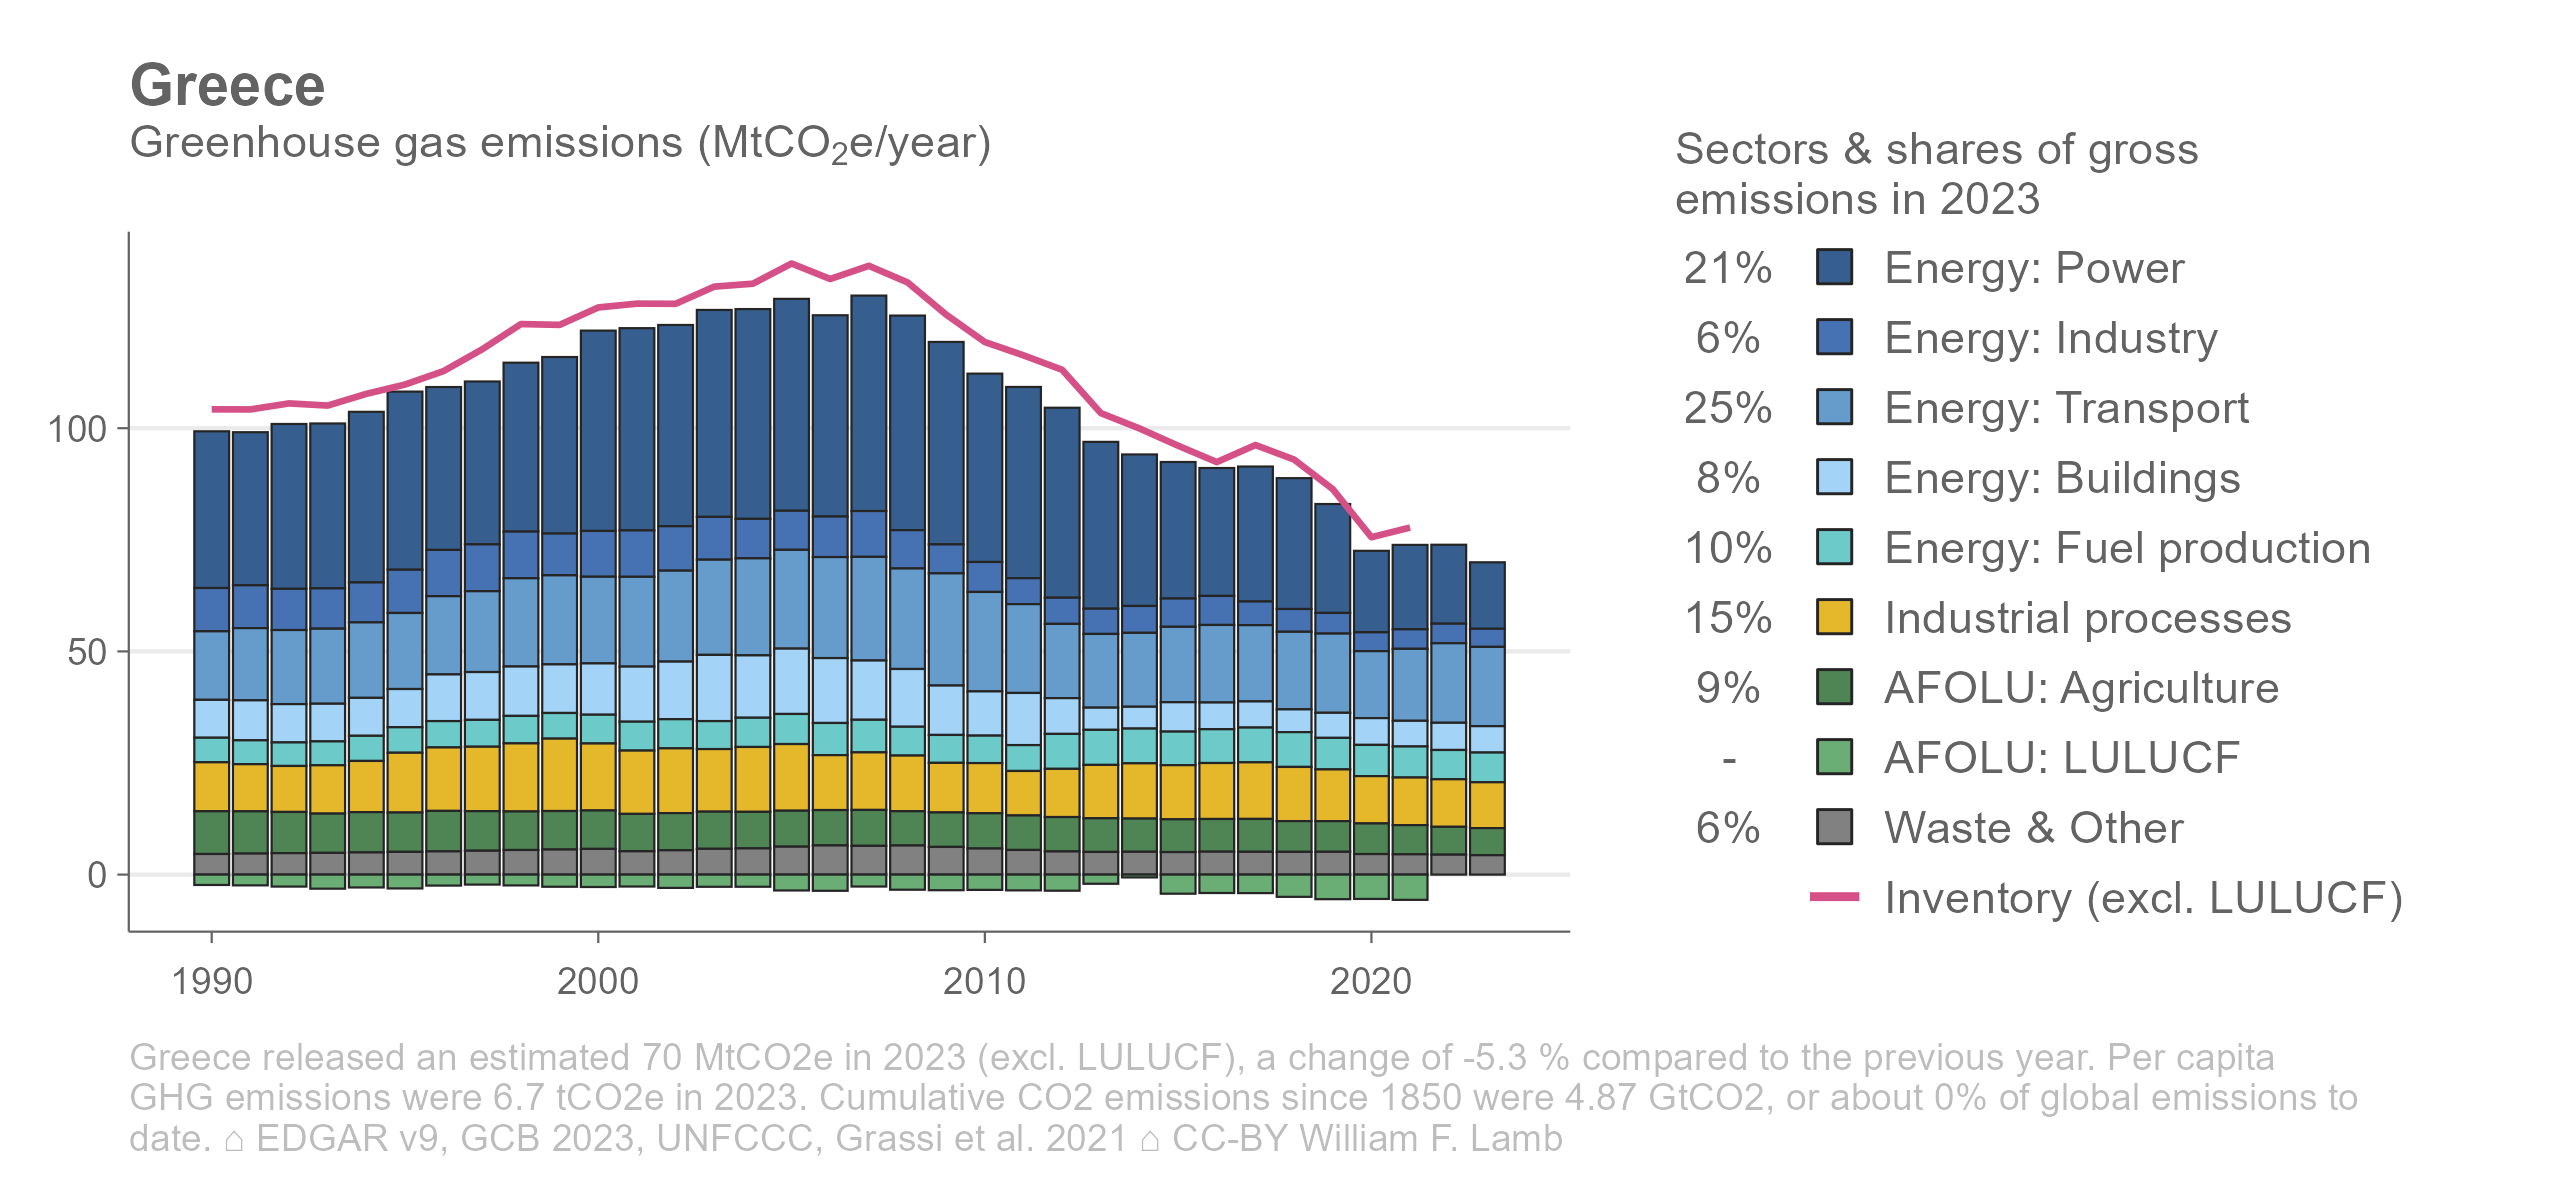 Greece
Greenhouse gas emissions (MtCO₂e/year)
Sectors & shares of gross
emissions in 2023
21% Energy: Power
6% Energy: Industry
25% Energy: Transport
8% Energy: Buildings
10% Energy: Fuel production
15% Industrial processes
9% AFOLU: Agriculture
- AFOLU: LULUCF
6% Waste & Other
Inventory (excl. LULUCF)
100
50
0
1990 2000 2010 2020
Greece released an estimated 70 MtCO2e in 2023 (excl. LULUCF), a change of -5.3 % compared to the previous year. Per capita
GHG emissions were 6.7 tCO2e in 2023. Cumulative CO2 emissions since 1850 were 4.87 GtCO2, or about 0% of global emissions to
date. ⌂ EDGAR v9, GCB 2023, UNFCCC, Grassi et al. 2021 ⌂ CC-BY William F. Lamb